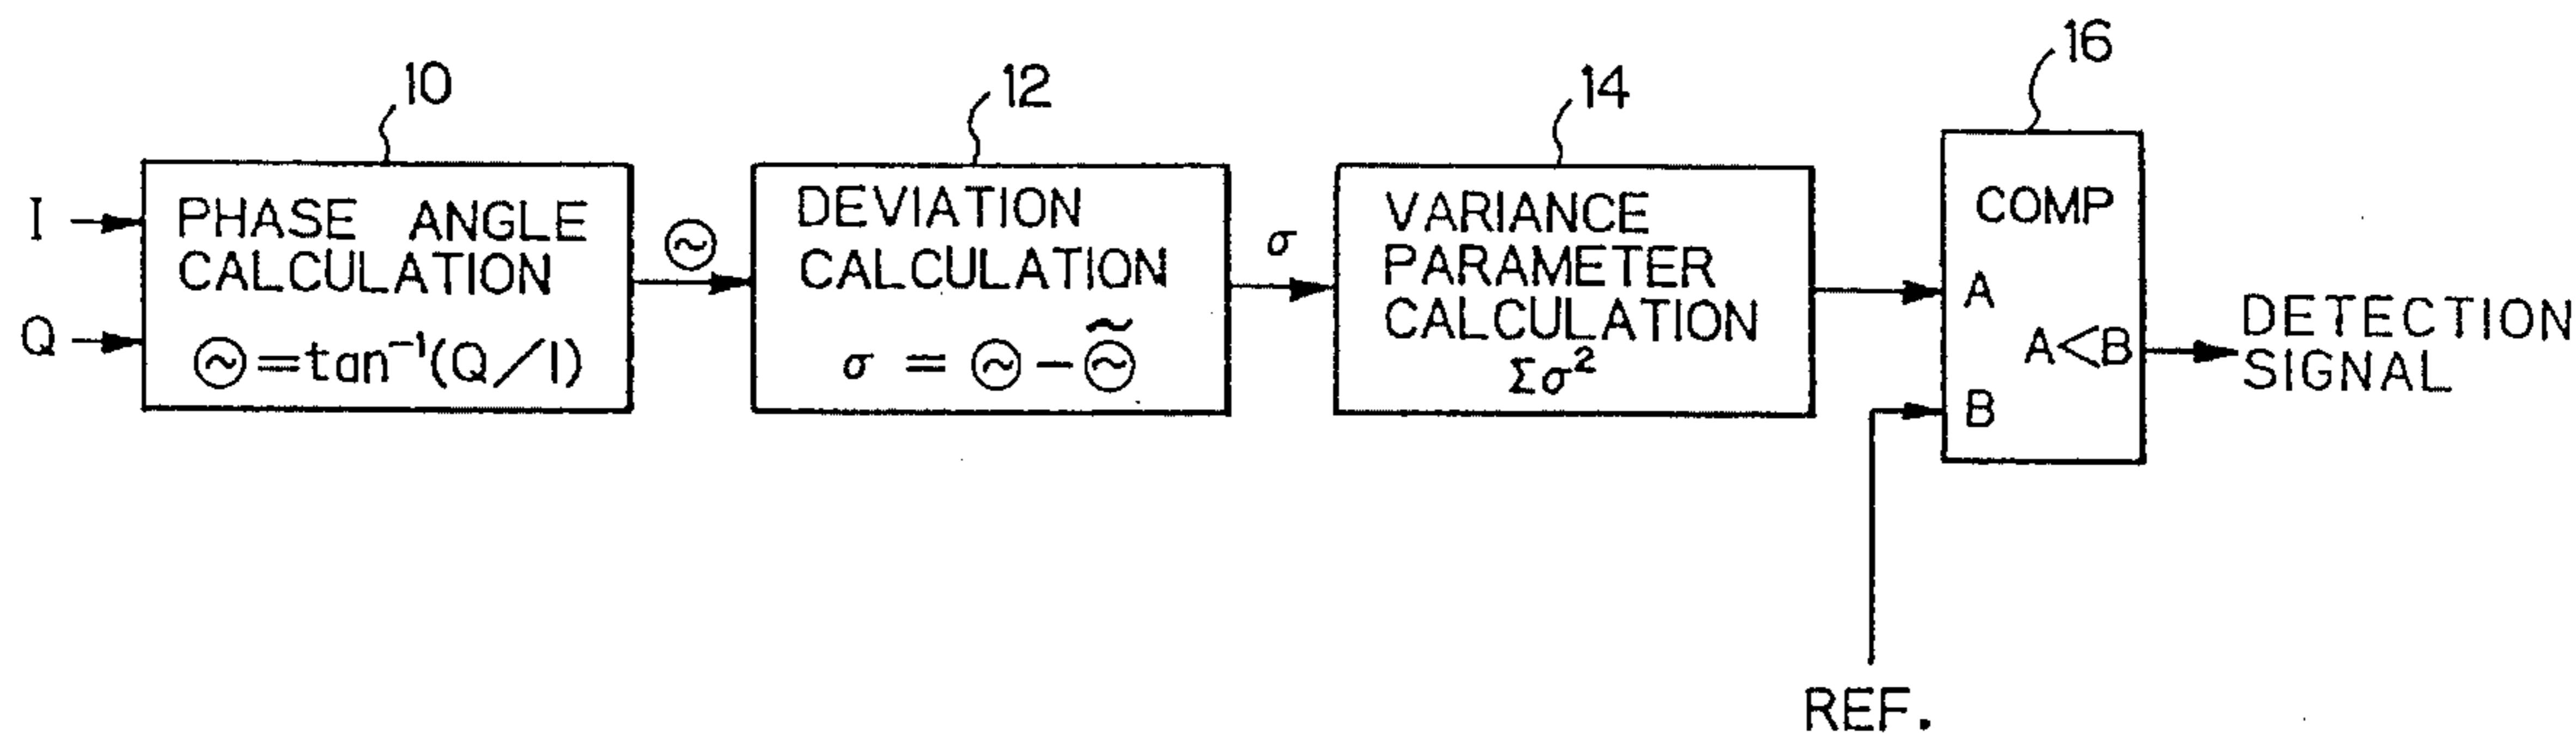 10
12
14
16
I
Q
PHASE ANGLE
CALCULATION
㊀=tan⁻¹(Q/I)
DEVIATION
CALCULATION
σ =
VARIANCE
PARAMETER
CALCULATION
Σσ²
σ
COMP
A
A<B
B
DETECTION
SIGNAL
REF.